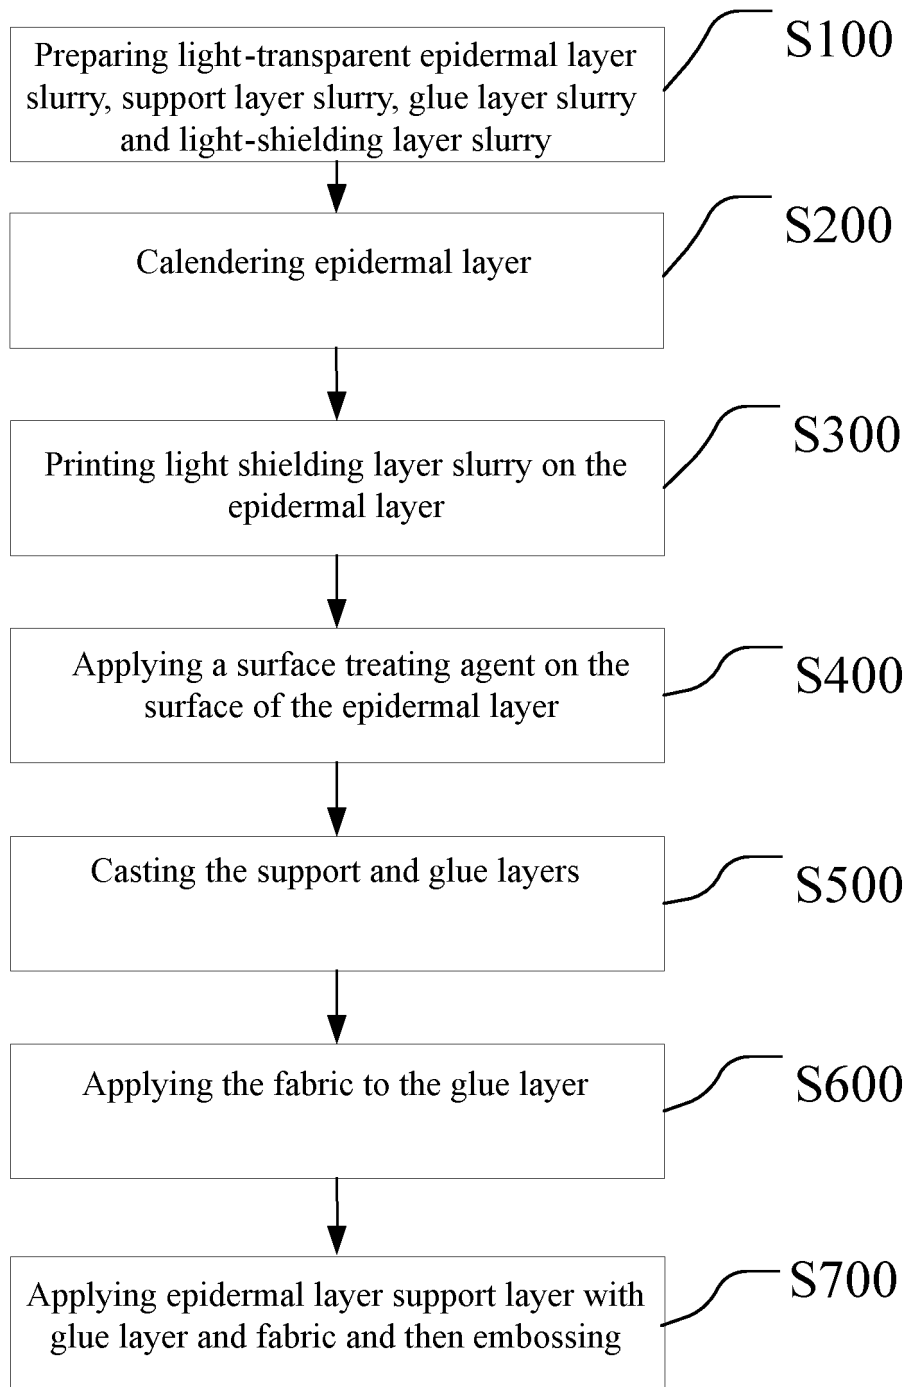 Preparing light-transparent epidermal layer
slurry, support layer slurry, glue layer slurry
and light-shielding layer slurry
S100
Calendering epidermal layer
S200
Printing light shielding layer slurry on the
epidermal layer
S300
Applying a surface treating agent on the
surface of the epidermal layer
S400
Casting the support and glue layers
S500
Applying the fabric to the glue layer
S600
Applying epidermal layer support layer with
glue layer and fabric and then embossing
S700